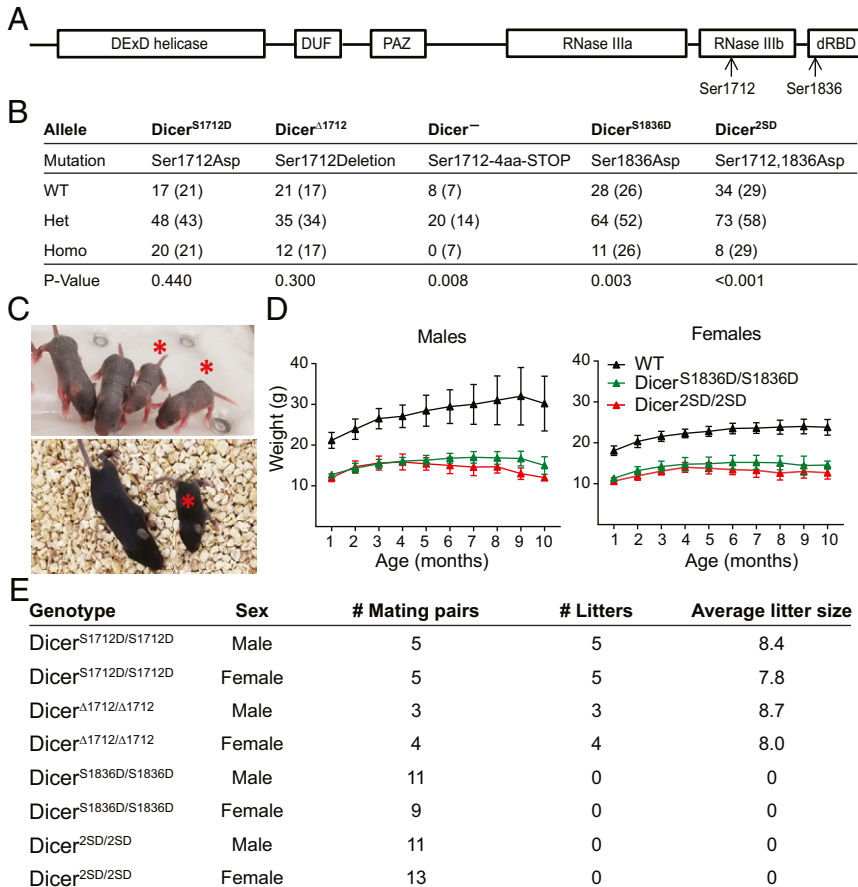 A
DExD helicase DUF PAZ RNase IIIa RNase IIIb dRBD
Ser1712 Ser1836
B
Allele Dicer^S1712D Dicer^Δ1712 Dicer^— Dicer^S1836D Dicer^2SD
Mutation Ser1712Asp Ser1712Deletion Ser1712-4aa-STOP Ser1836Asp Ser1712,1836Asp
WT 17 (21) 21 (17) 8 (7) 28 (26) 34 (29)
Het 48 (43) 35 (34) 20 (14) 64 (52) 73 (58)
Homo 20 (21) 12 (17) 0 (7) 11 (26) 8 (29)
P-Value 0.440 0.300 0.008 0.003 <0.001
C
* *
*
D
Males
Weight (g)
40
30
20
10
1 2 3 4 5 6 7 8 9 10
Age (months)
Females
WT
Dicer^S1836D/S1836D
Dicer^2SD/2SD
40
30
20
10
1 2 3 4 5 6 7 8 9 10
Age (months)
E
Genotype Sex # Mating pairs # Litters Average litter size
Dicer^S1712D/S1712D Male 5 5 8.4
Dicer^S1712D/S1712D Female 5 5 7.8
Dicer^Δ1712/Δ1712 Male 3 3 8.7
Dicer^Δ1712/Δ1712 Female 4 4 8.0
Dicer^S1836D/S1836D Male 11 0 0
Dicer^S1836D/S1836D Female 9 0 0
Dicer^2SD/2SD Male 11 0 0
Dicer^2SD/2SD Female 13 0 0